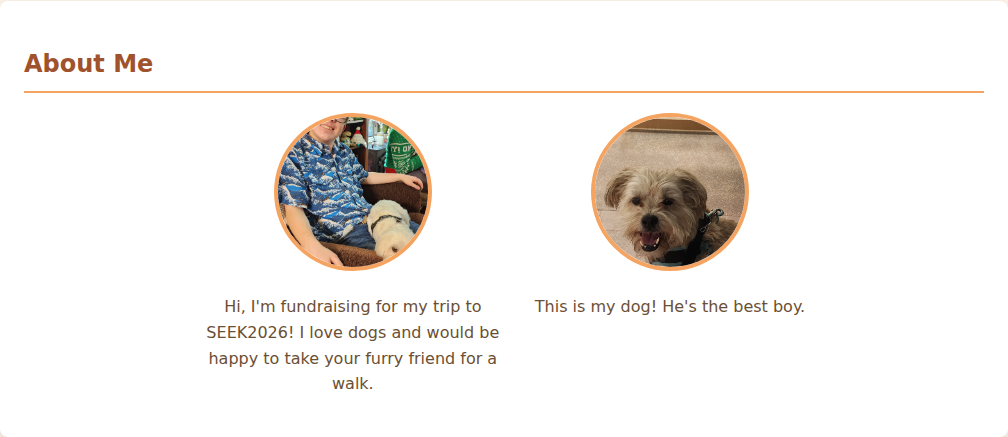 About Me
Hi, I'm fundraising for my trip to
SEEK2026! I love dogs and would be
happy to take your furry friend for a
walk.
This is my dog! He's the best boy.